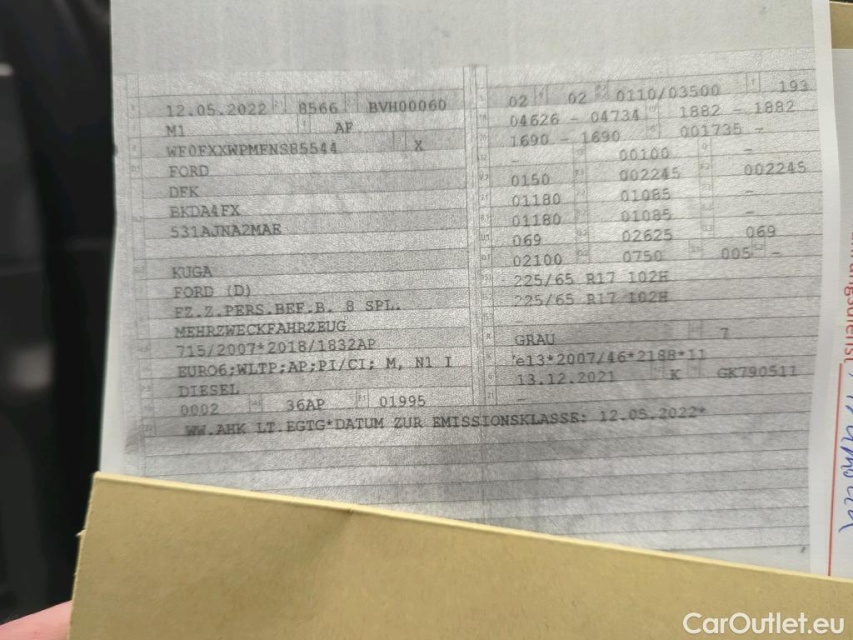 12.05.2022 8566 BVH00060
M1 AF
WF0FXXWPMFNS85544 X
FORD
DFK
BKDA4FX
531AJNA2MAE
KUGA
FORD (D)
FZ.Z.PERS.BEF.B. 8 SPL.
MEHRZWECKFAHRZEUG
715/2007*2018/1832AP
EURO6;WLTP;AP;PI/CI; M, N1 I
DIESEL
0002 36AP 01995
02 02 0110/03500 193
04626 - 04734 1882 - 1882
1690 - 1690 001735 -
- 00100 -
0150 002245 002245
01180 01085 -
01180 01085 -
069 02625 069
02100 0750 005 -
225/65 R17 102H
225/65 R17 102H
GRAU 7
e13*2007/46*2188*11
13.12.2021 K GK790511
-
WW.AHK LT.EGTG*DATUM ZUR EMISSIONSKLASSE: 12.05.2022*
CarOutlet.eu